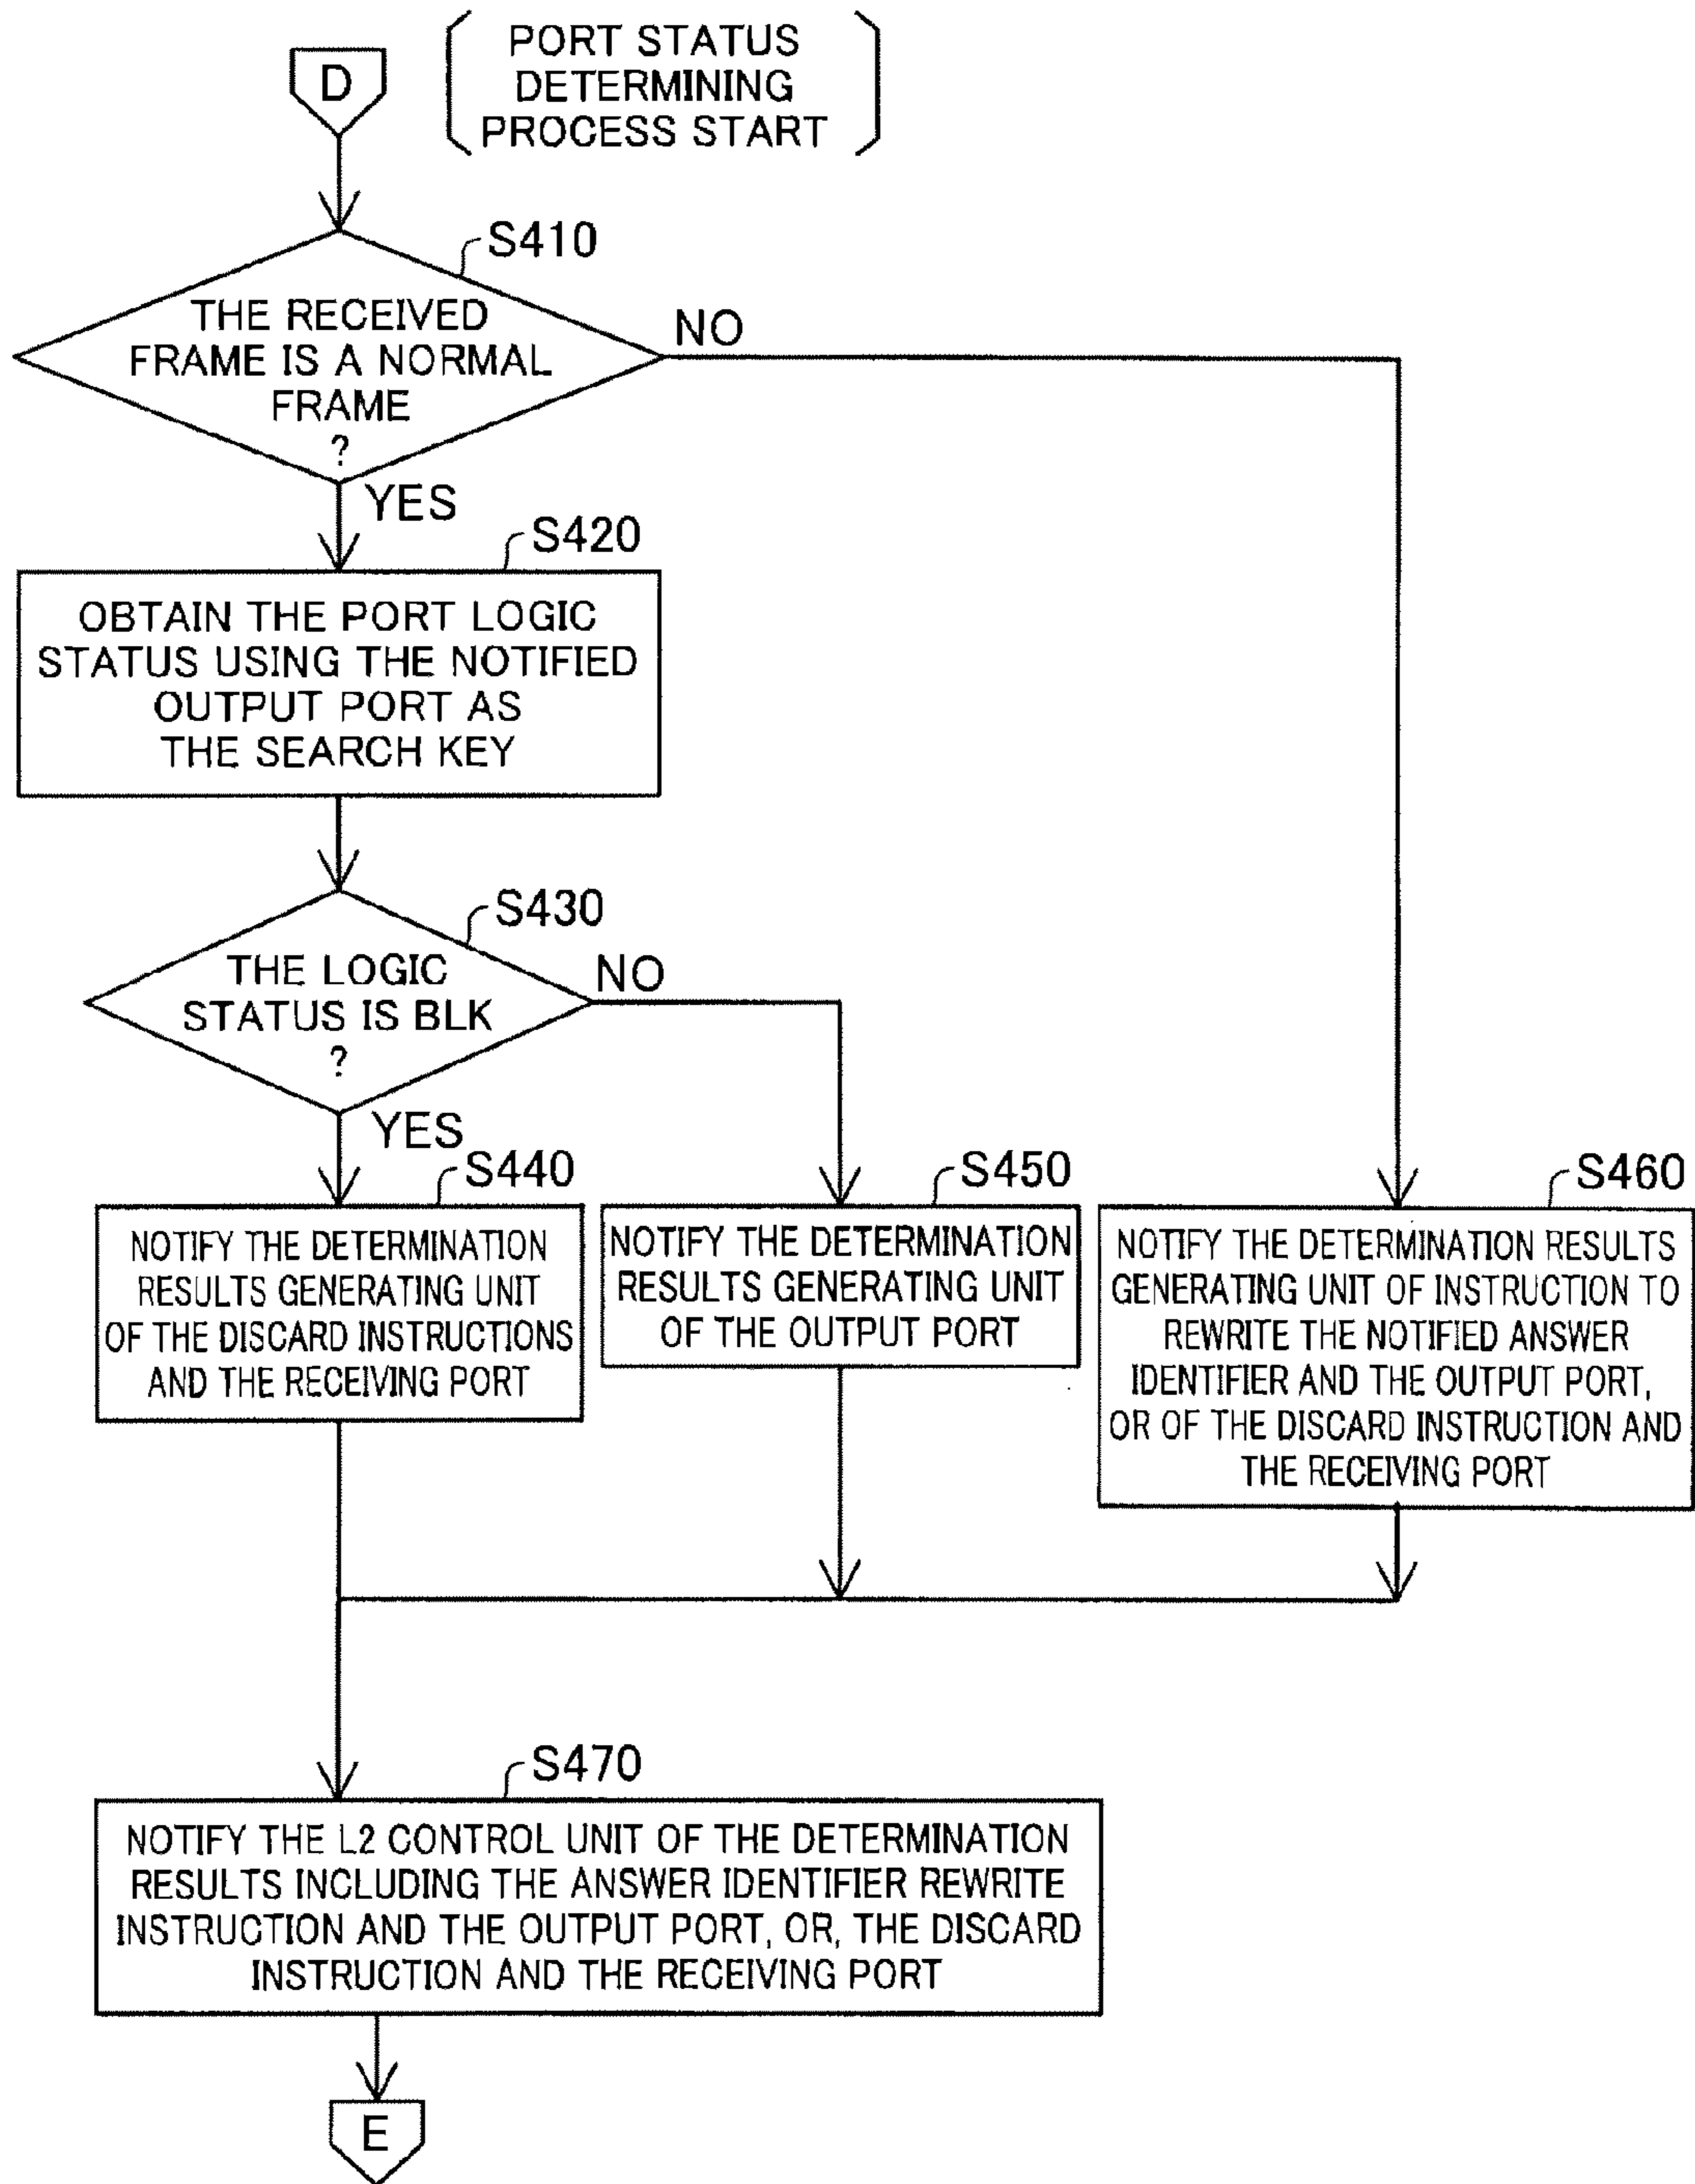 D
PORT STATUS
DETERMINING
PROCESS START
S410
THE RECEIVED
FRAME IS A NORMAL
FRAME
?
NO
YES
S420
OBTAIN THE PORT LOGIC
STATUS USING THE NOTIFIED
OUTPUT PORT AS
THE SEARCH KEY
S430
THE LOGIC
STATUS IS BLK
?
NO
YES
S440
NOTIFY THE DETERMINATION
RESULTS GENERATING UNIT
OF THE DISCARD INSTRUCTIONS
AND THE RECEIVING PORT
S450
NOTIFY THE DETERMINATION
RESULTS GENERATING UNIT
OF THE OUTPUT PORT
S460
NOTIFY THE DETERMINATION RESULTS
GENERATING UNIT OF INSTRUCTION TO
REWRITE THE NOTIFIED ANSWER
IDENTIFIER AND THE OUTPUT PORT,
OR OF THE DISCARD INSTRUCTION AND
THE RECEIVING PORT
S470
NOTIFY THE L2 CONTROL UNIT OF THE DETERMINATION
RESULTS INCLUDING THE ANSWER IDENTIFIER REWRITE
INSTRUCTION AND THE OUTPUT PORT, OR, THE DISCARD
INSTRUCTION AND THE RECEIVING PORT
E